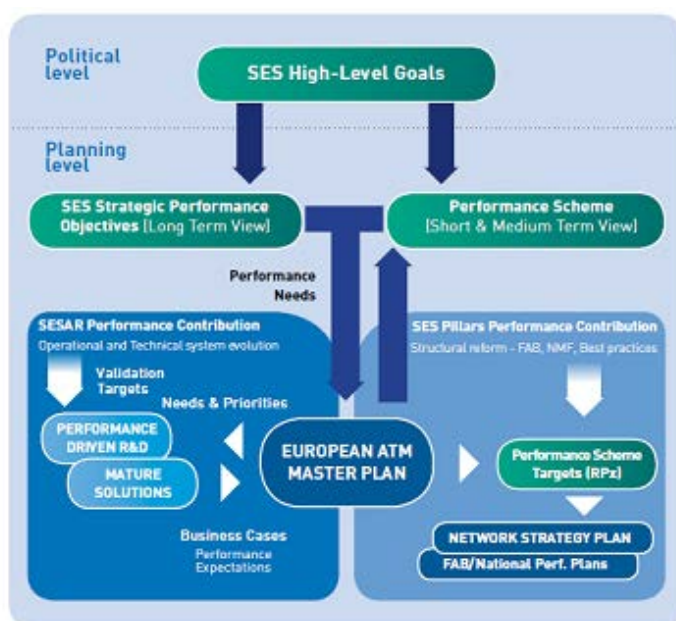 Political
level
SES High-Level Goals
Planning
level
SES Strategic Performance
Objectives [Long Term View]
Performance Scheme
[Short & Medium Term View]
Performance
Needs
SESAR Performance Contribution
Operational and Technical system evolution
Validation
Targets
Needs & Priorities
PERFORMANCE
DRIVEN R&D
MATURE
SOLUTIONS
Business Cases
Performance
Expectations
EUROPEAN ATM
MASTER PLAN
SES Pillars Performance Contribution
Structural reform - FAB, NMF, Best practices
Performance Scheme
Targets (RPx)
NETWORK STRATEGY PLAN
FAB/National Perf. Plans